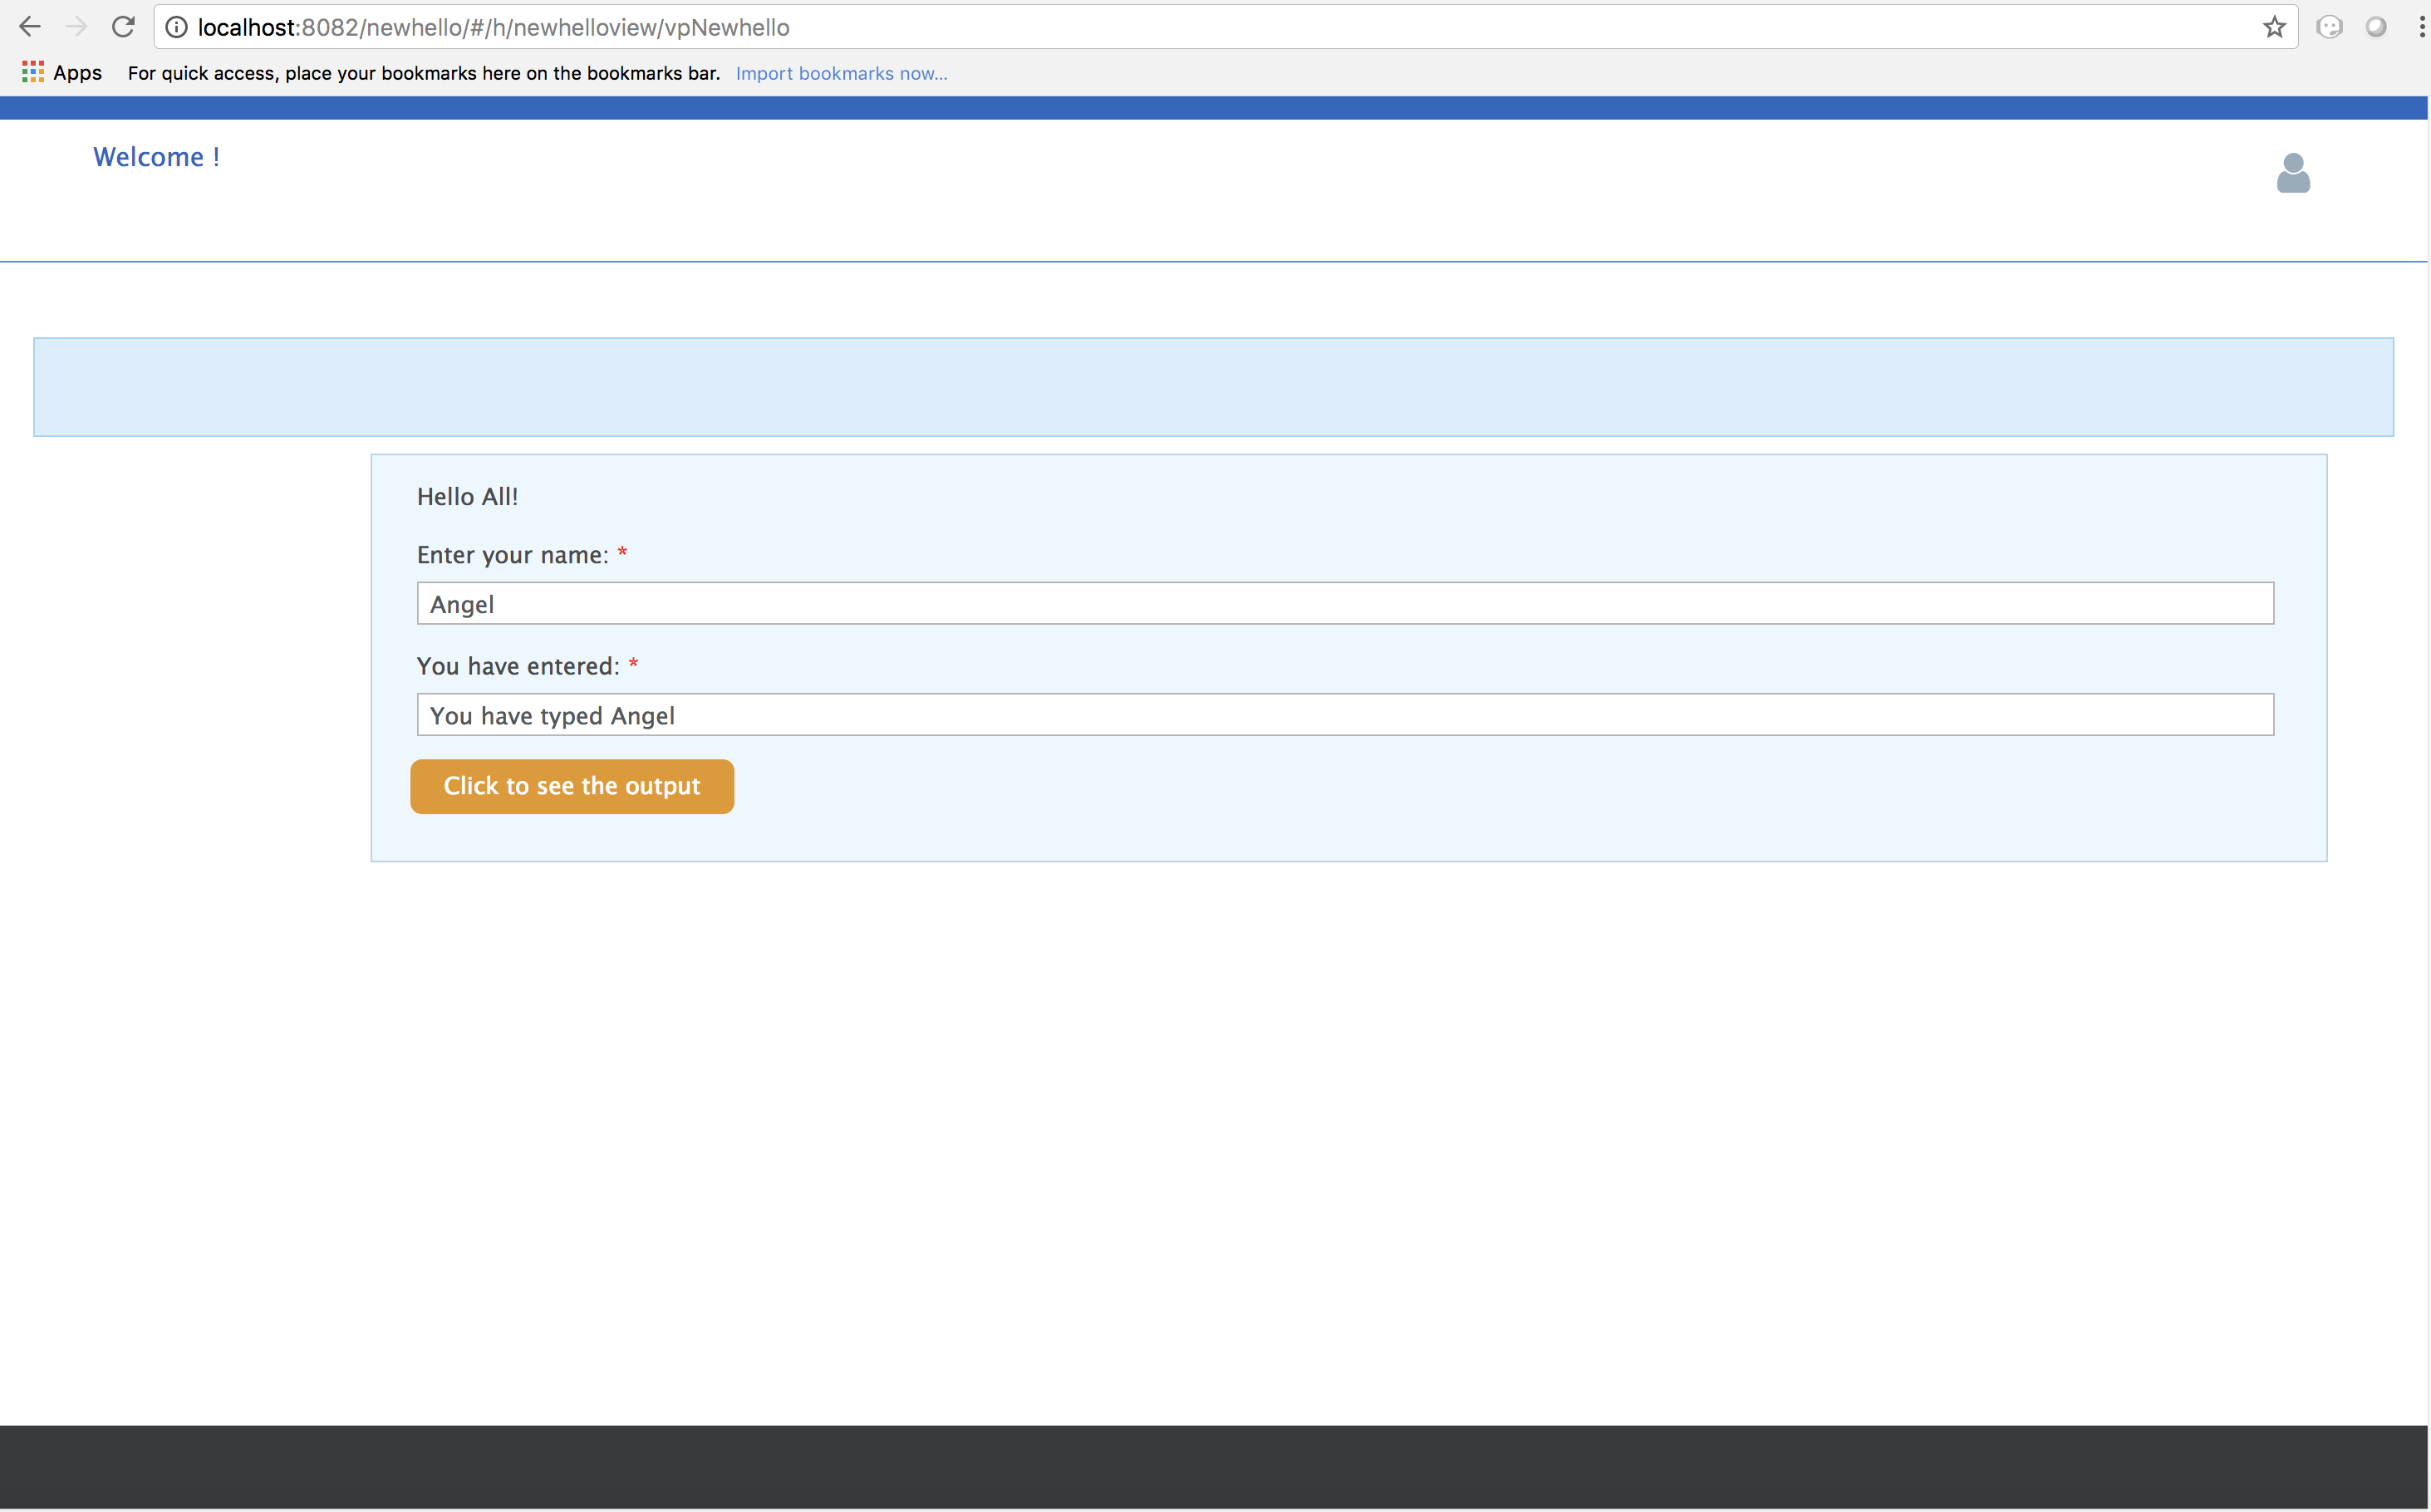 localhost:8082/newhello/#/h/newhelloview/vpNewhello
Apps For quick access, place your bookmarks here on the bookmarks bar. Import bookmarks now...
Welcome !
Hello All!
Enter your name: *
Angel
You have entered: *
You have typed Angel
Click to see the output